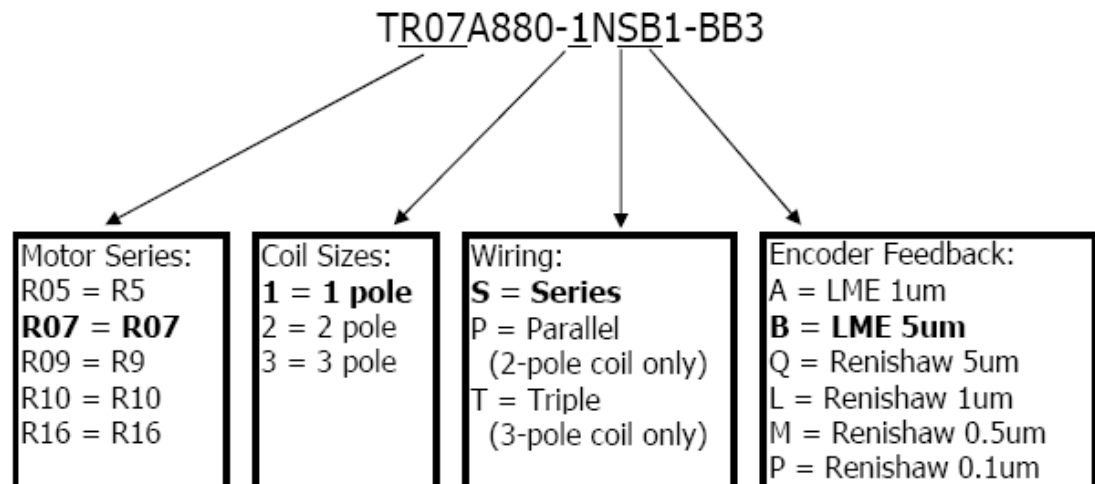 TR07A880-1NSB1-BB3
Motor Series:
R05 = R5
R07 = R07
R09 = R9
R10 = R10
R16 = R16
Coil Sizes:
1 = 1 pole
2 = 2 pole
3 = 3 pole
Wiring:
S = Series
P = Parallel
(2-pole coil only)
T = Triple
(3-pole coil only)
Encoder Feedback:
A = LME 1um
B = LME 5um
Q = Renishaw 5um
L = Renishaw 1um
M = Renishaw 0.5um
P = Renishaw 0.1um